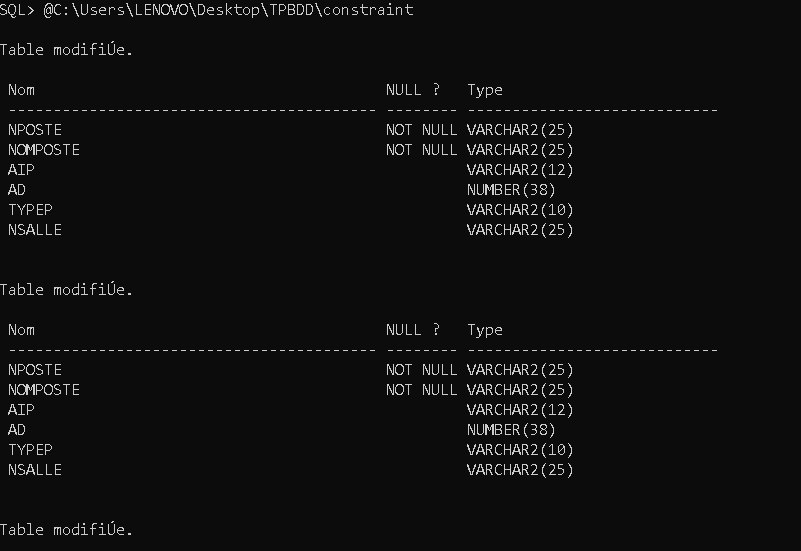 SQL> @C:\Users\LENOVO\Desktop\TPBDD\constraint
Table modifiÚe.
Nom NULL ? Type
----------------------------------------- -------- ----------------------------
NPOSTE NOT NULL VARCHAR2(25)
NOMPOSTE NOT NULL VARCHAR2(25)
AIP VARCHAR2(12)
AD NUMBER(38)
TYPEP VARCHAR2(10)
NSALLE VARCHAR2(25)
Table modifiÚe.
Nom NULL ? Type
----------------------------------------- -------- ----------------------------
NPOSTE NOT NULL VARCHAR2(25)
NOMPOSTE NOT NULL VARCHAR2(25)
AIP VARCHAR2(12)
AD NUMBER(38)
TYPEP VARCHAR2(10)
NSALLE VARCHAR2(25)
Table modifiÚe.